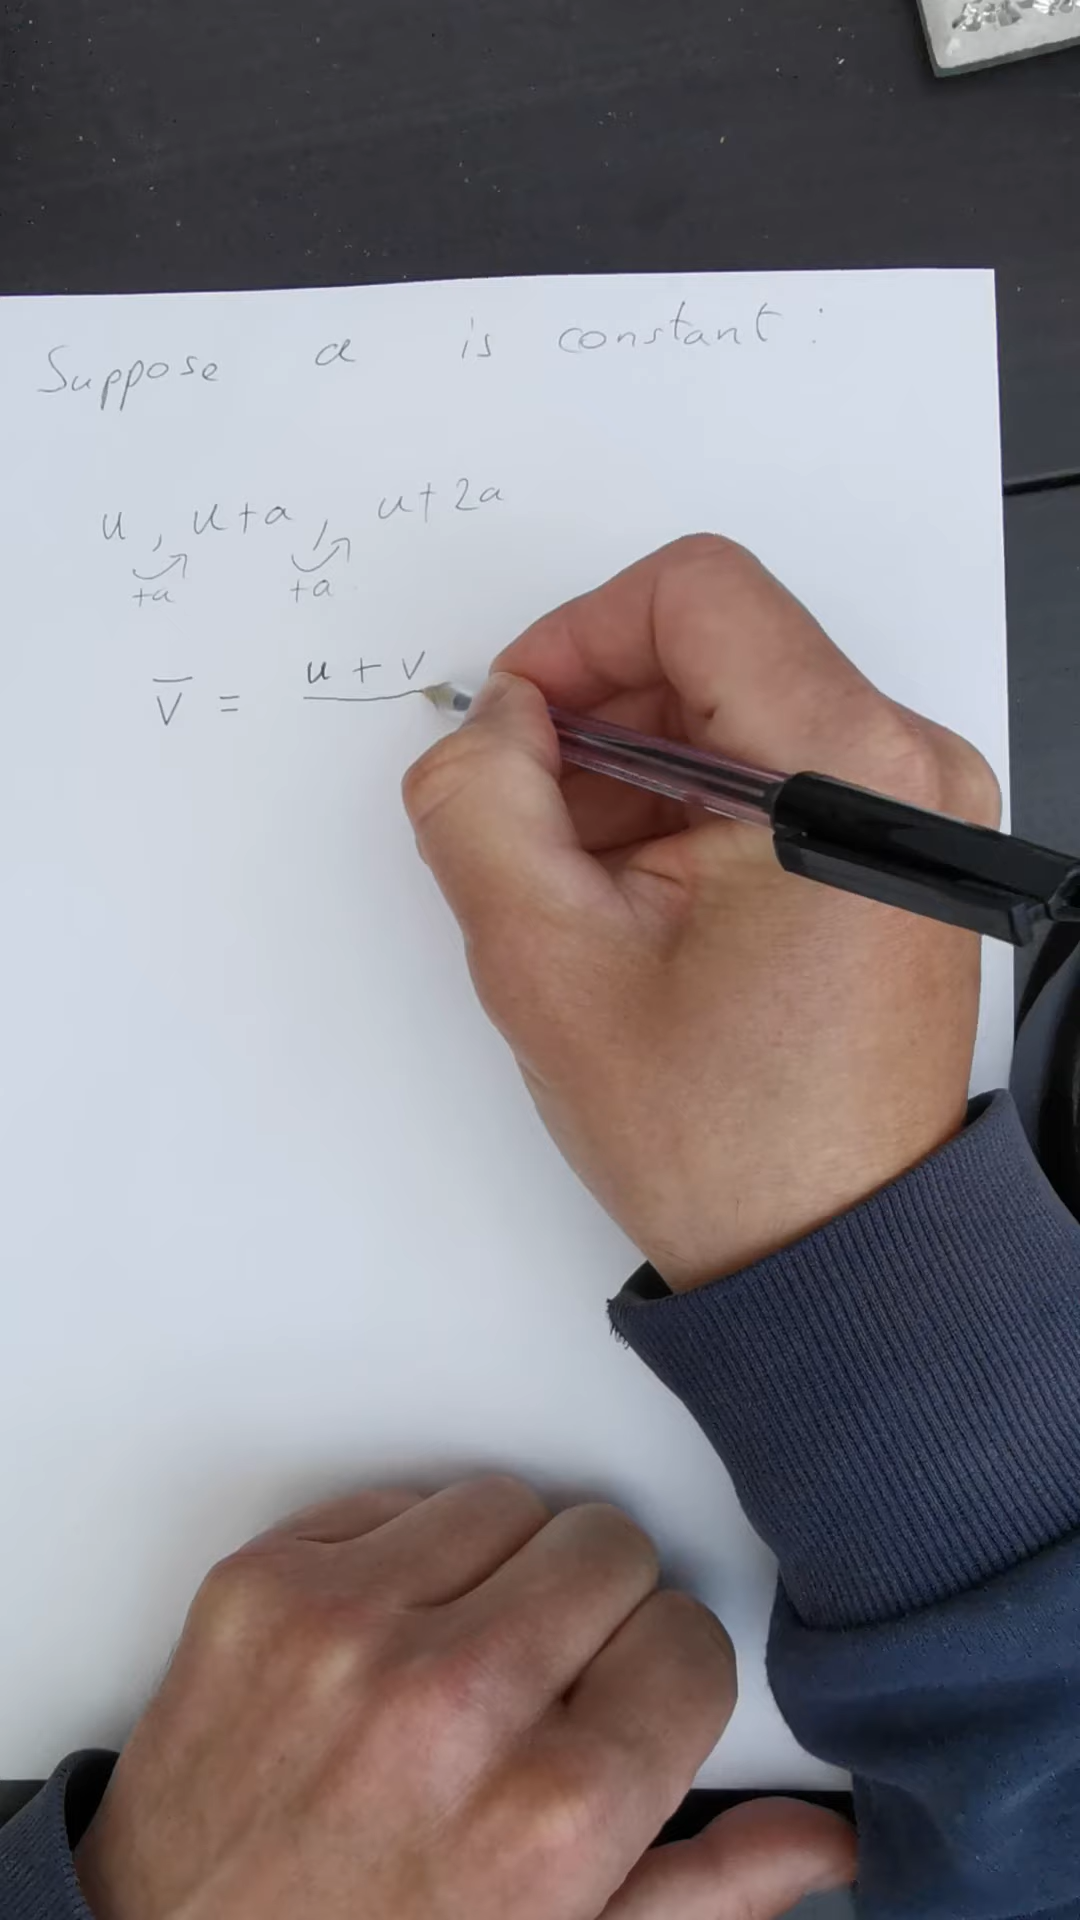 Suppose a is constant:
u, u+a, u+2a
+a +a
v̅ = u + v